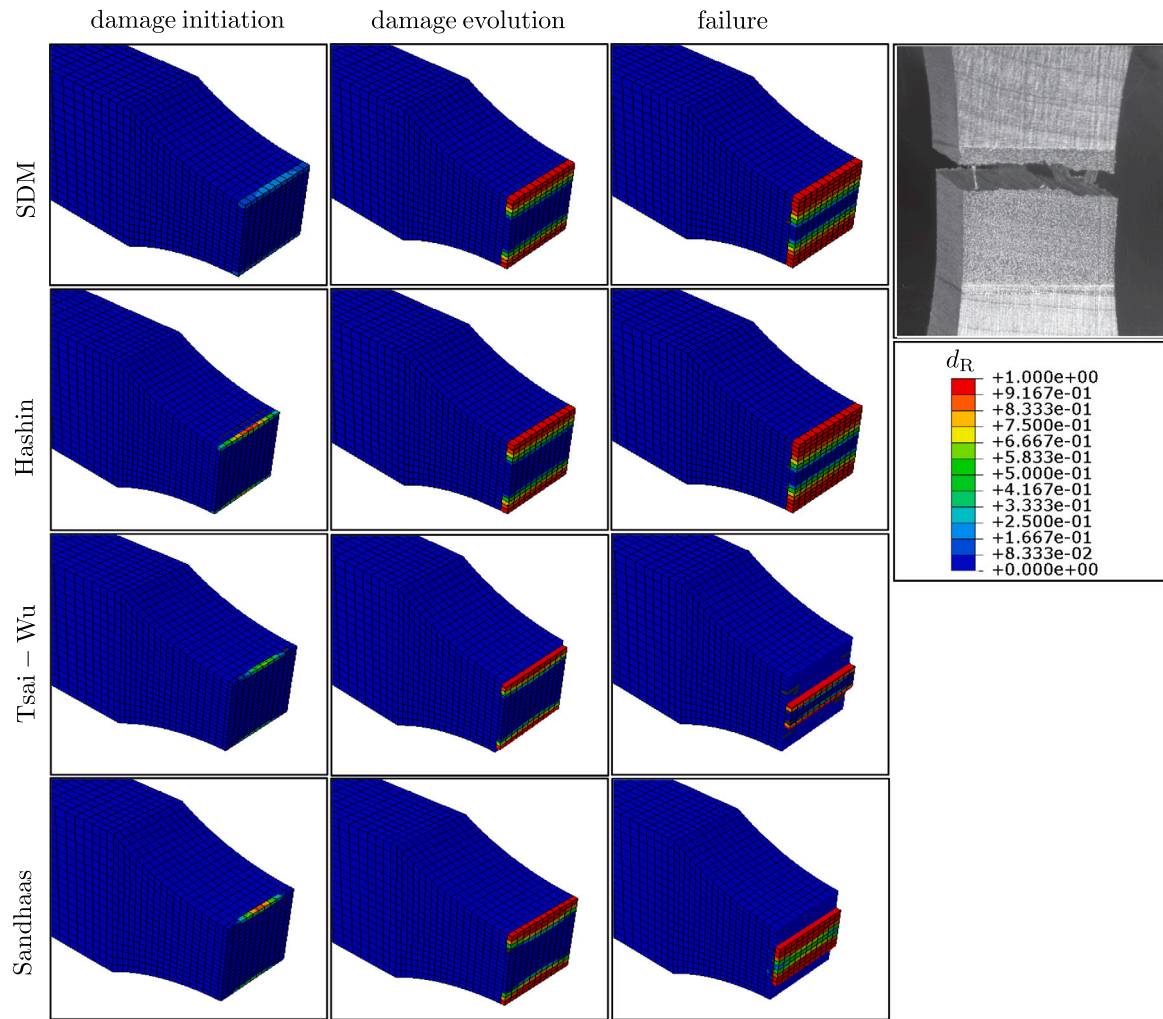 damage initiation
damage evolution
failure
SDM
Hashin
Tsai – Wu
Sandhaas
dR
+1.000e+00
+9.167e-01
+8.333e-01
+7.500e-01
+6.667e-01
+5.833e-01
+5.000e-01
+4.167e-01
+3.333e-01
+2.500e-01
+1.667e-01
+8.333e-02
+0.000e+00